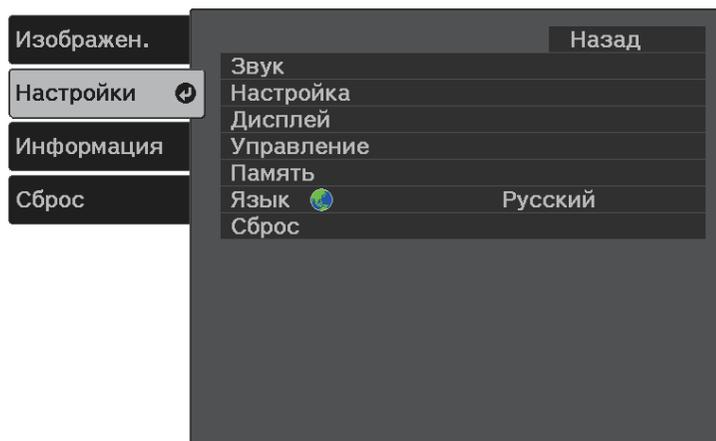 Изображен.
Настройки
Информация
Сброс
Назад
Звук
Настройка
Дисплей
Управление
Память
Язык Русский
Сброс